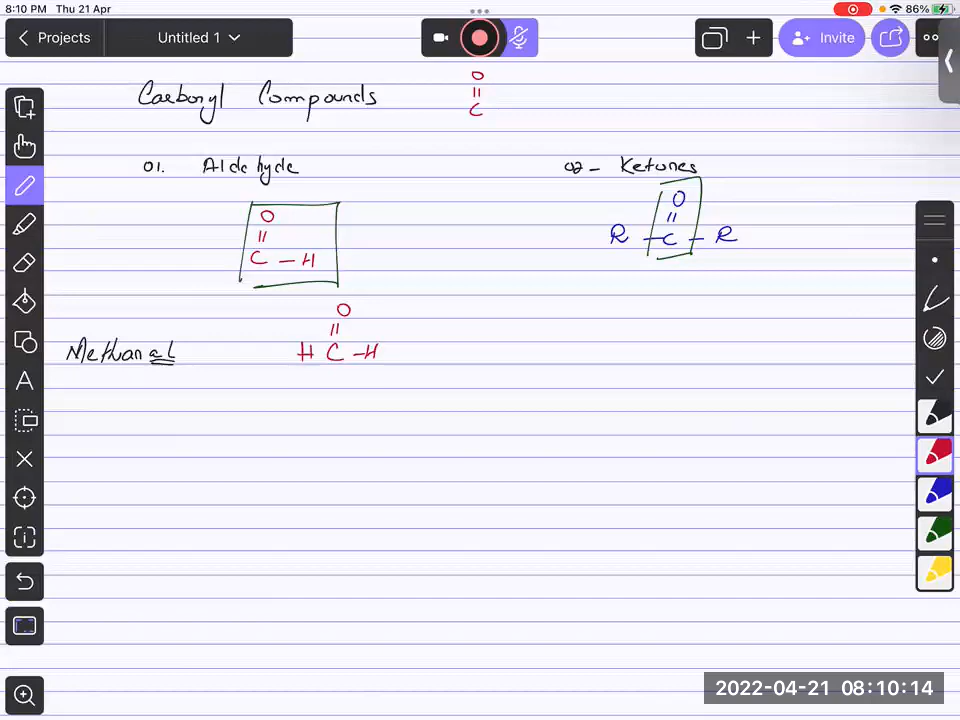 8:10 PM Thu 21 Apr
86%
Projects
Untitled 1
Invite
Carbonyl Compounds
O
=
C
01. Aldehyde
02 - Ketones
O
=
C - H
O
=
R - C - R
O
=
Methanal H C - H
A
2022-04-21 08:10:14